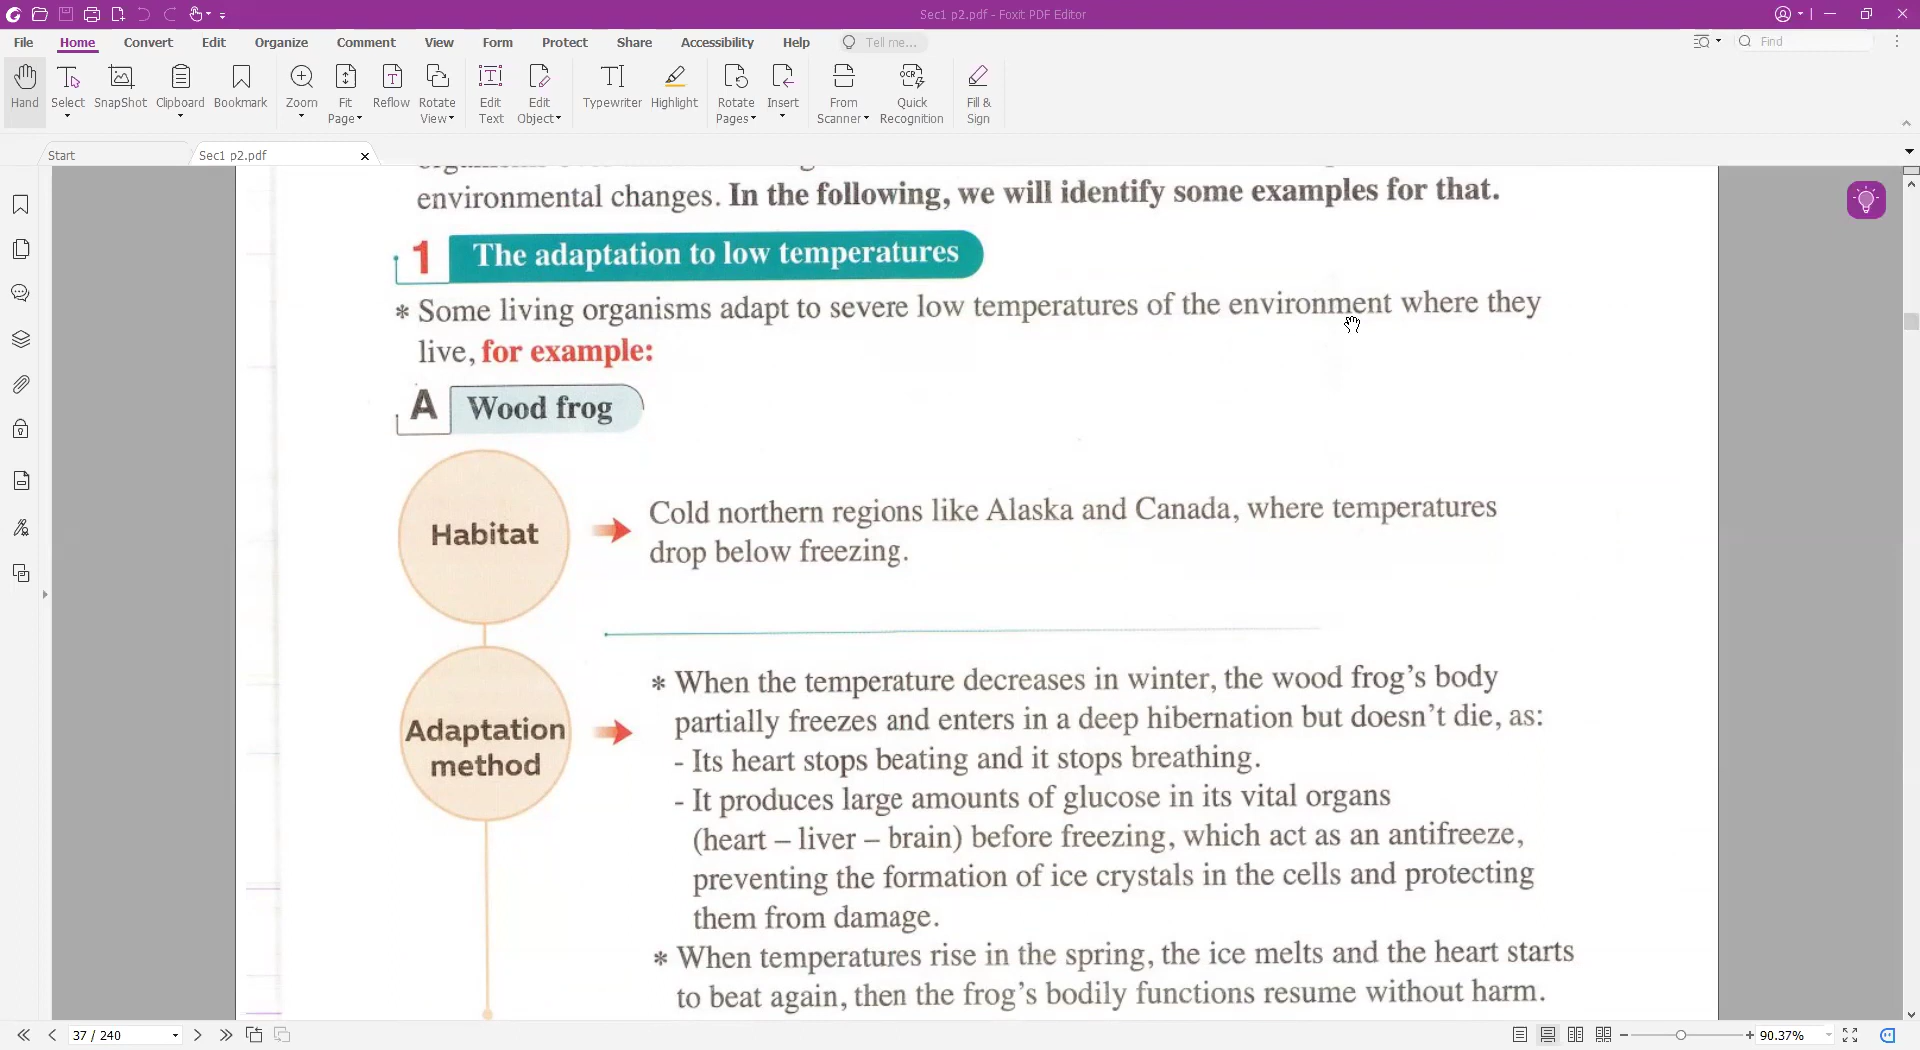 Sec1 p2.pdf - Foxit PDF Editor
File Home Convert Edit Organize Comment View Form Protect Share Accessibility Help Tell me... Find
Hand Select SnapShot Clipboard Bookmark Zoom Fit Page Reflow Rotate View Edit Text Edit Object Typewriter Highlight Rotate Pages Insert From Scanner OCR Quick Recognition Fill & Sign
Start Sec1 p2.pdf
environmental changes. In the following, we will identify some examples for that.
1 The adaptation to low temperatures
* Some living organisms adapt to severe low temperatures of the environment where they
live, for example:
A Wood frog
Habitat
Cold northern regions like Alaska and Canada, where temperatures
drop below freezing.
Adaptation
method
* When the temperature decreases in winter, the wood frog's body
partially freezes and enters in a deep hibernation but doesn't die, as:
- Its heart stops beating and it stops breathing.
- It produces large amounts of glucose in its vital organs
(heart – liver – brain) before freezing, which act as an antifreeze,
preventing the formation of ice crystals in the cells and protecting
them from damage.
* When temperatures rise in the spring, the ice melts and the heart starts
to beat again, then the frog's bodily functions resume without harm.
37 / 240 90.37%